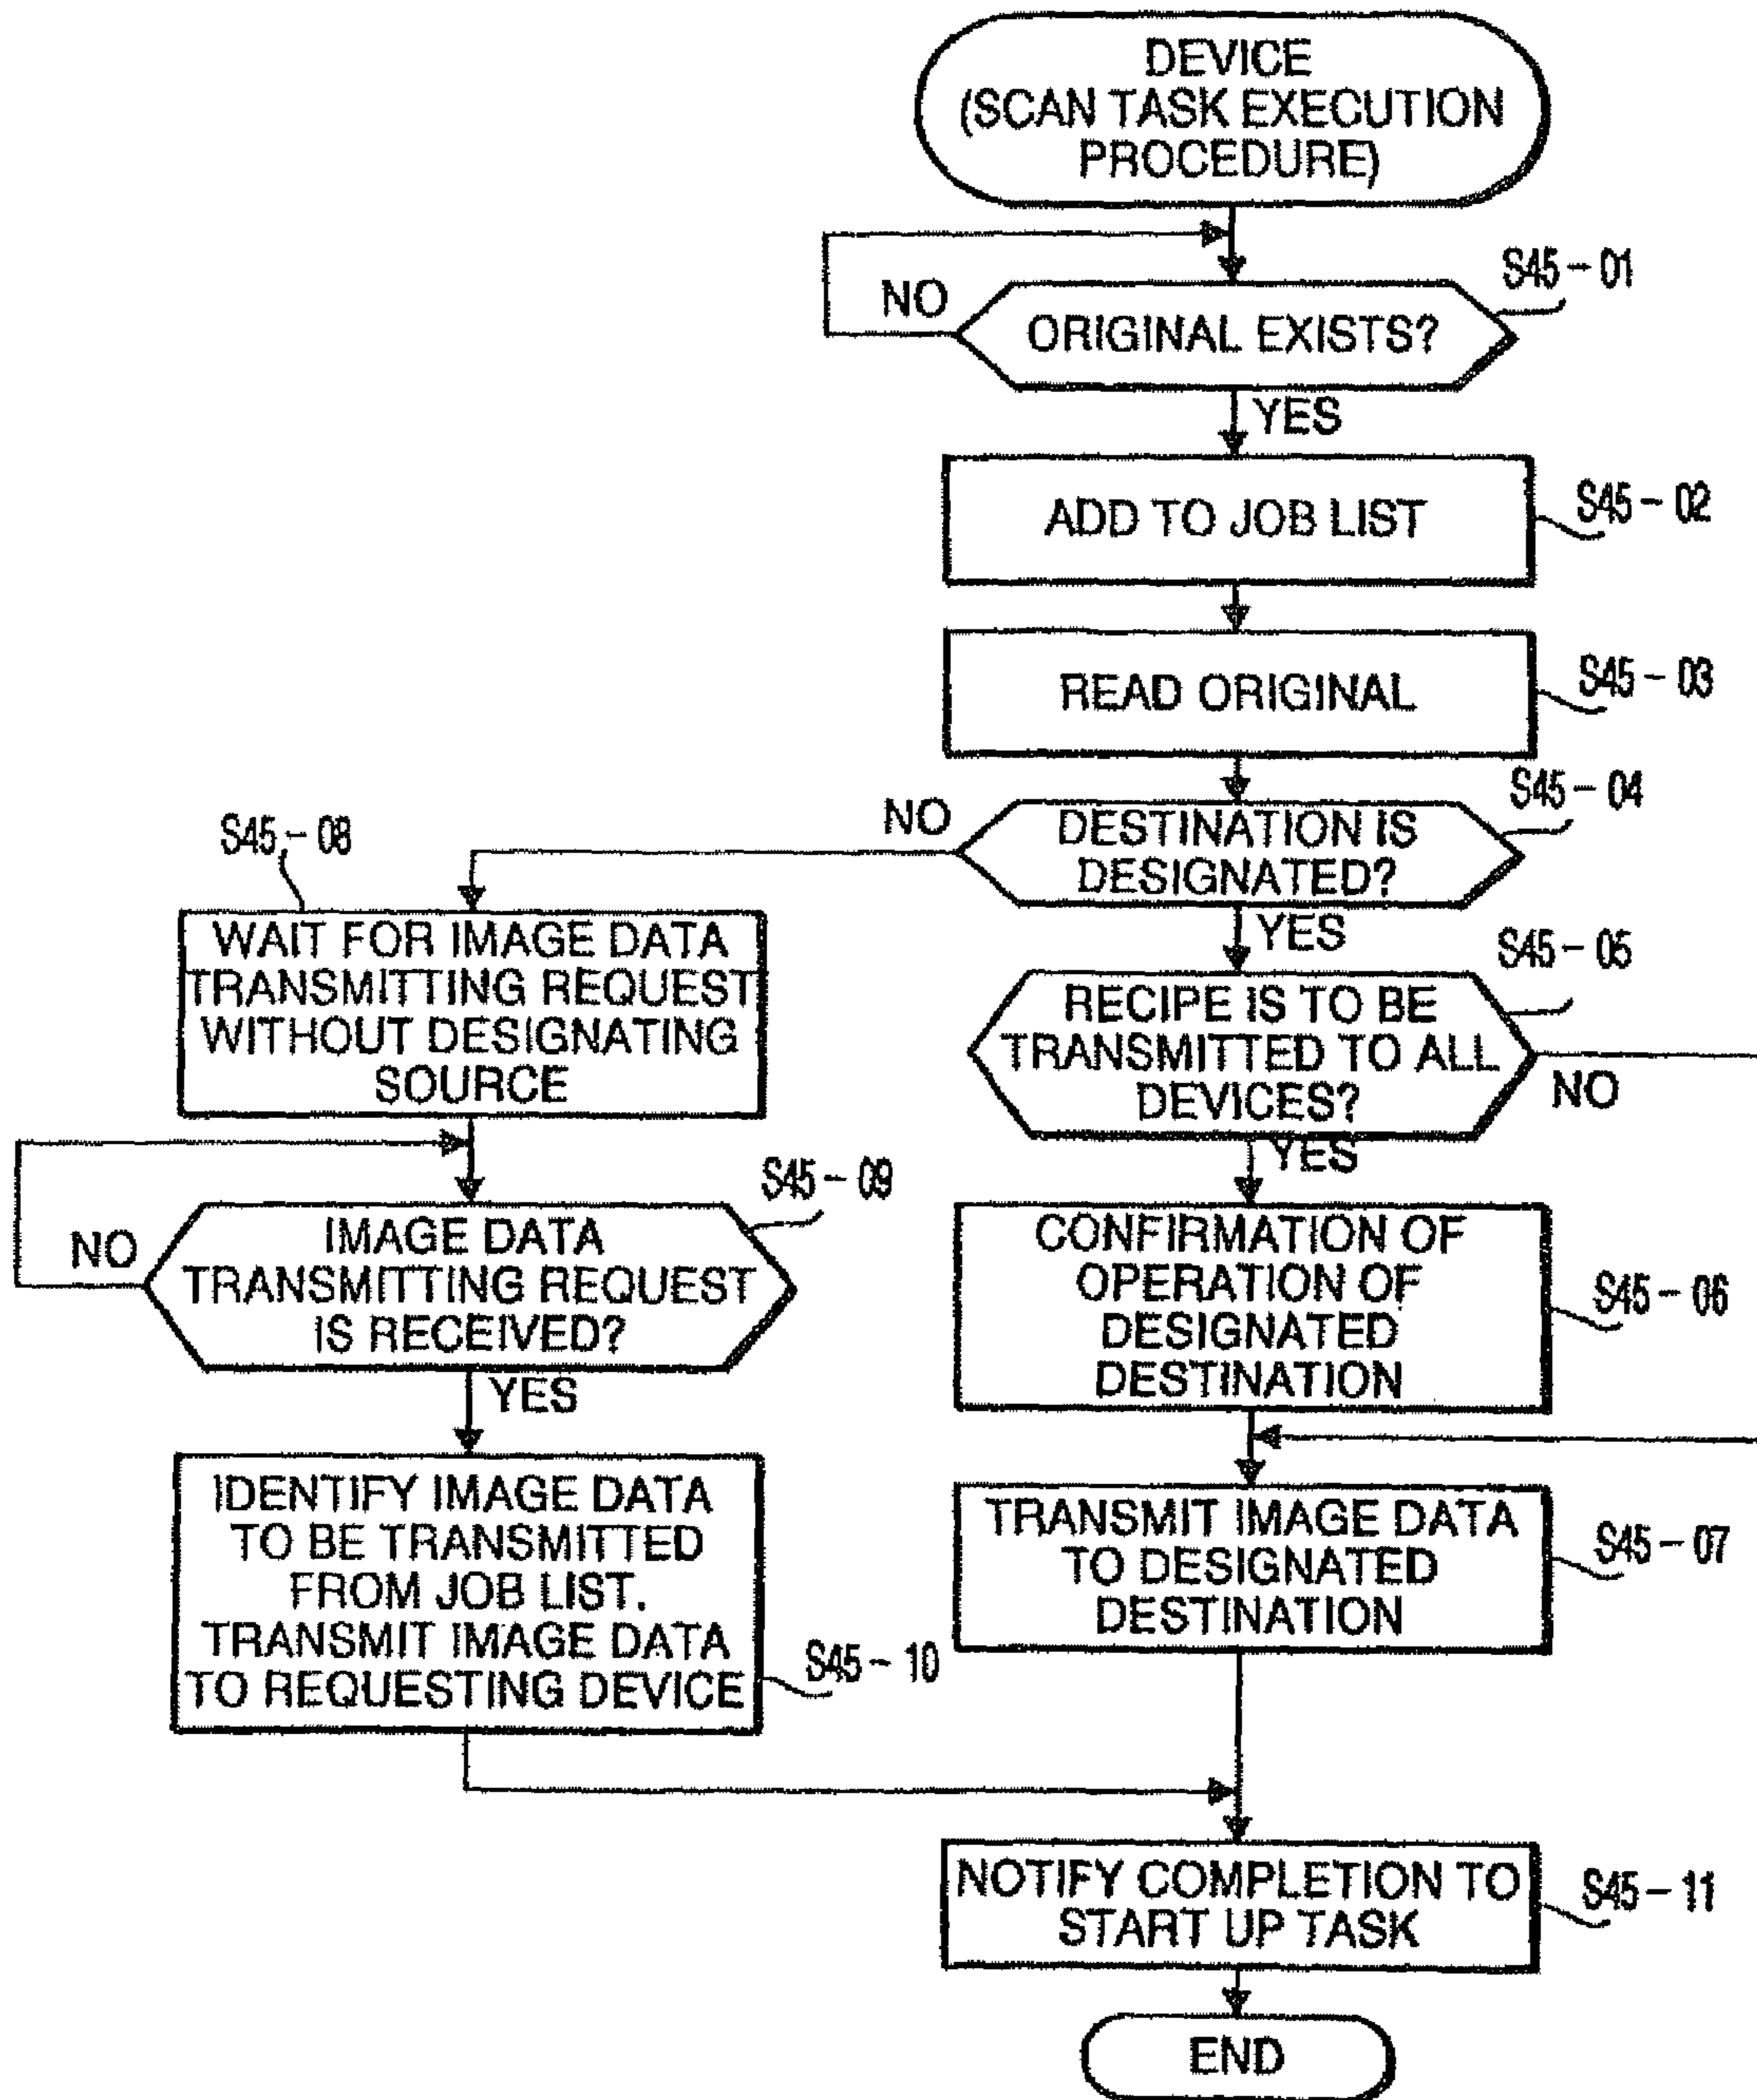 DEVICE
(SCAN TASK EXECUTION
PROCEDURE)
S45-01
NO
ORIGINAL EXISTS?
YES
S45-02
ADD TO JOB LIST
S45-03
READ ORIGINAL
S45-04
NO
DESTINATION IS
DESIGNATED?
YES
S45-05
RECIPE IS TO BE
TRANSMITTED TO ALL
DEVICES?
NO
YES
CONFIRMATION OF
OPERATION OF
DESIGNATED
DESTINATION
S45-06
TRANSMIT IMAGE DATA
TO DESIGNATED
DESTINATION
S45-07
S45-08
WAIT FOR IMAGE DATA
TRANSMITTING REQUEST
WITHOUT DESIGNATING
SOURCE
S45-09
NO
IMAGE DATA
TRANSMITTING REQUEST
IS RECEIVED?
YES
IDENTIFY IMAGE DATA
TO BE TRANSMITTED
FROM JOB LIST.
TRANSMIT IMAGE DATA
TO REQUESTING DEVICE
S45-10
NOTIFY COMPLETION TO
START UP TASK
S45-11
END